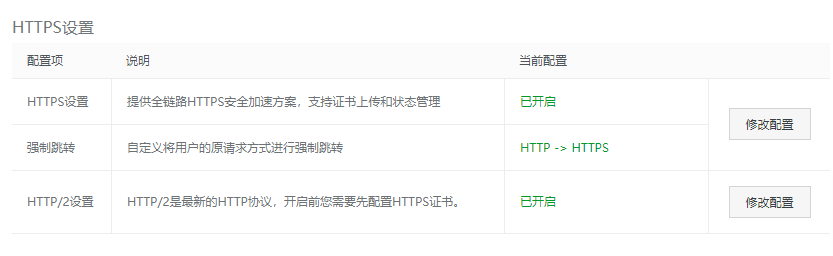 HTTPS设置
配置项 说明 当前配置
HTTPS设置 提供全链路HTTPS安全加速方案，支持证书上传和状态管理 已开启
修改配置
强制跳转 自定义将用户的原请求方式进行强制跳转 HTTP -> HTTPS
HTTP/2设置 HTTP/2是最新的HTTP协议，开启前您需要先配置HTTPS证书。 已开启 修改配置